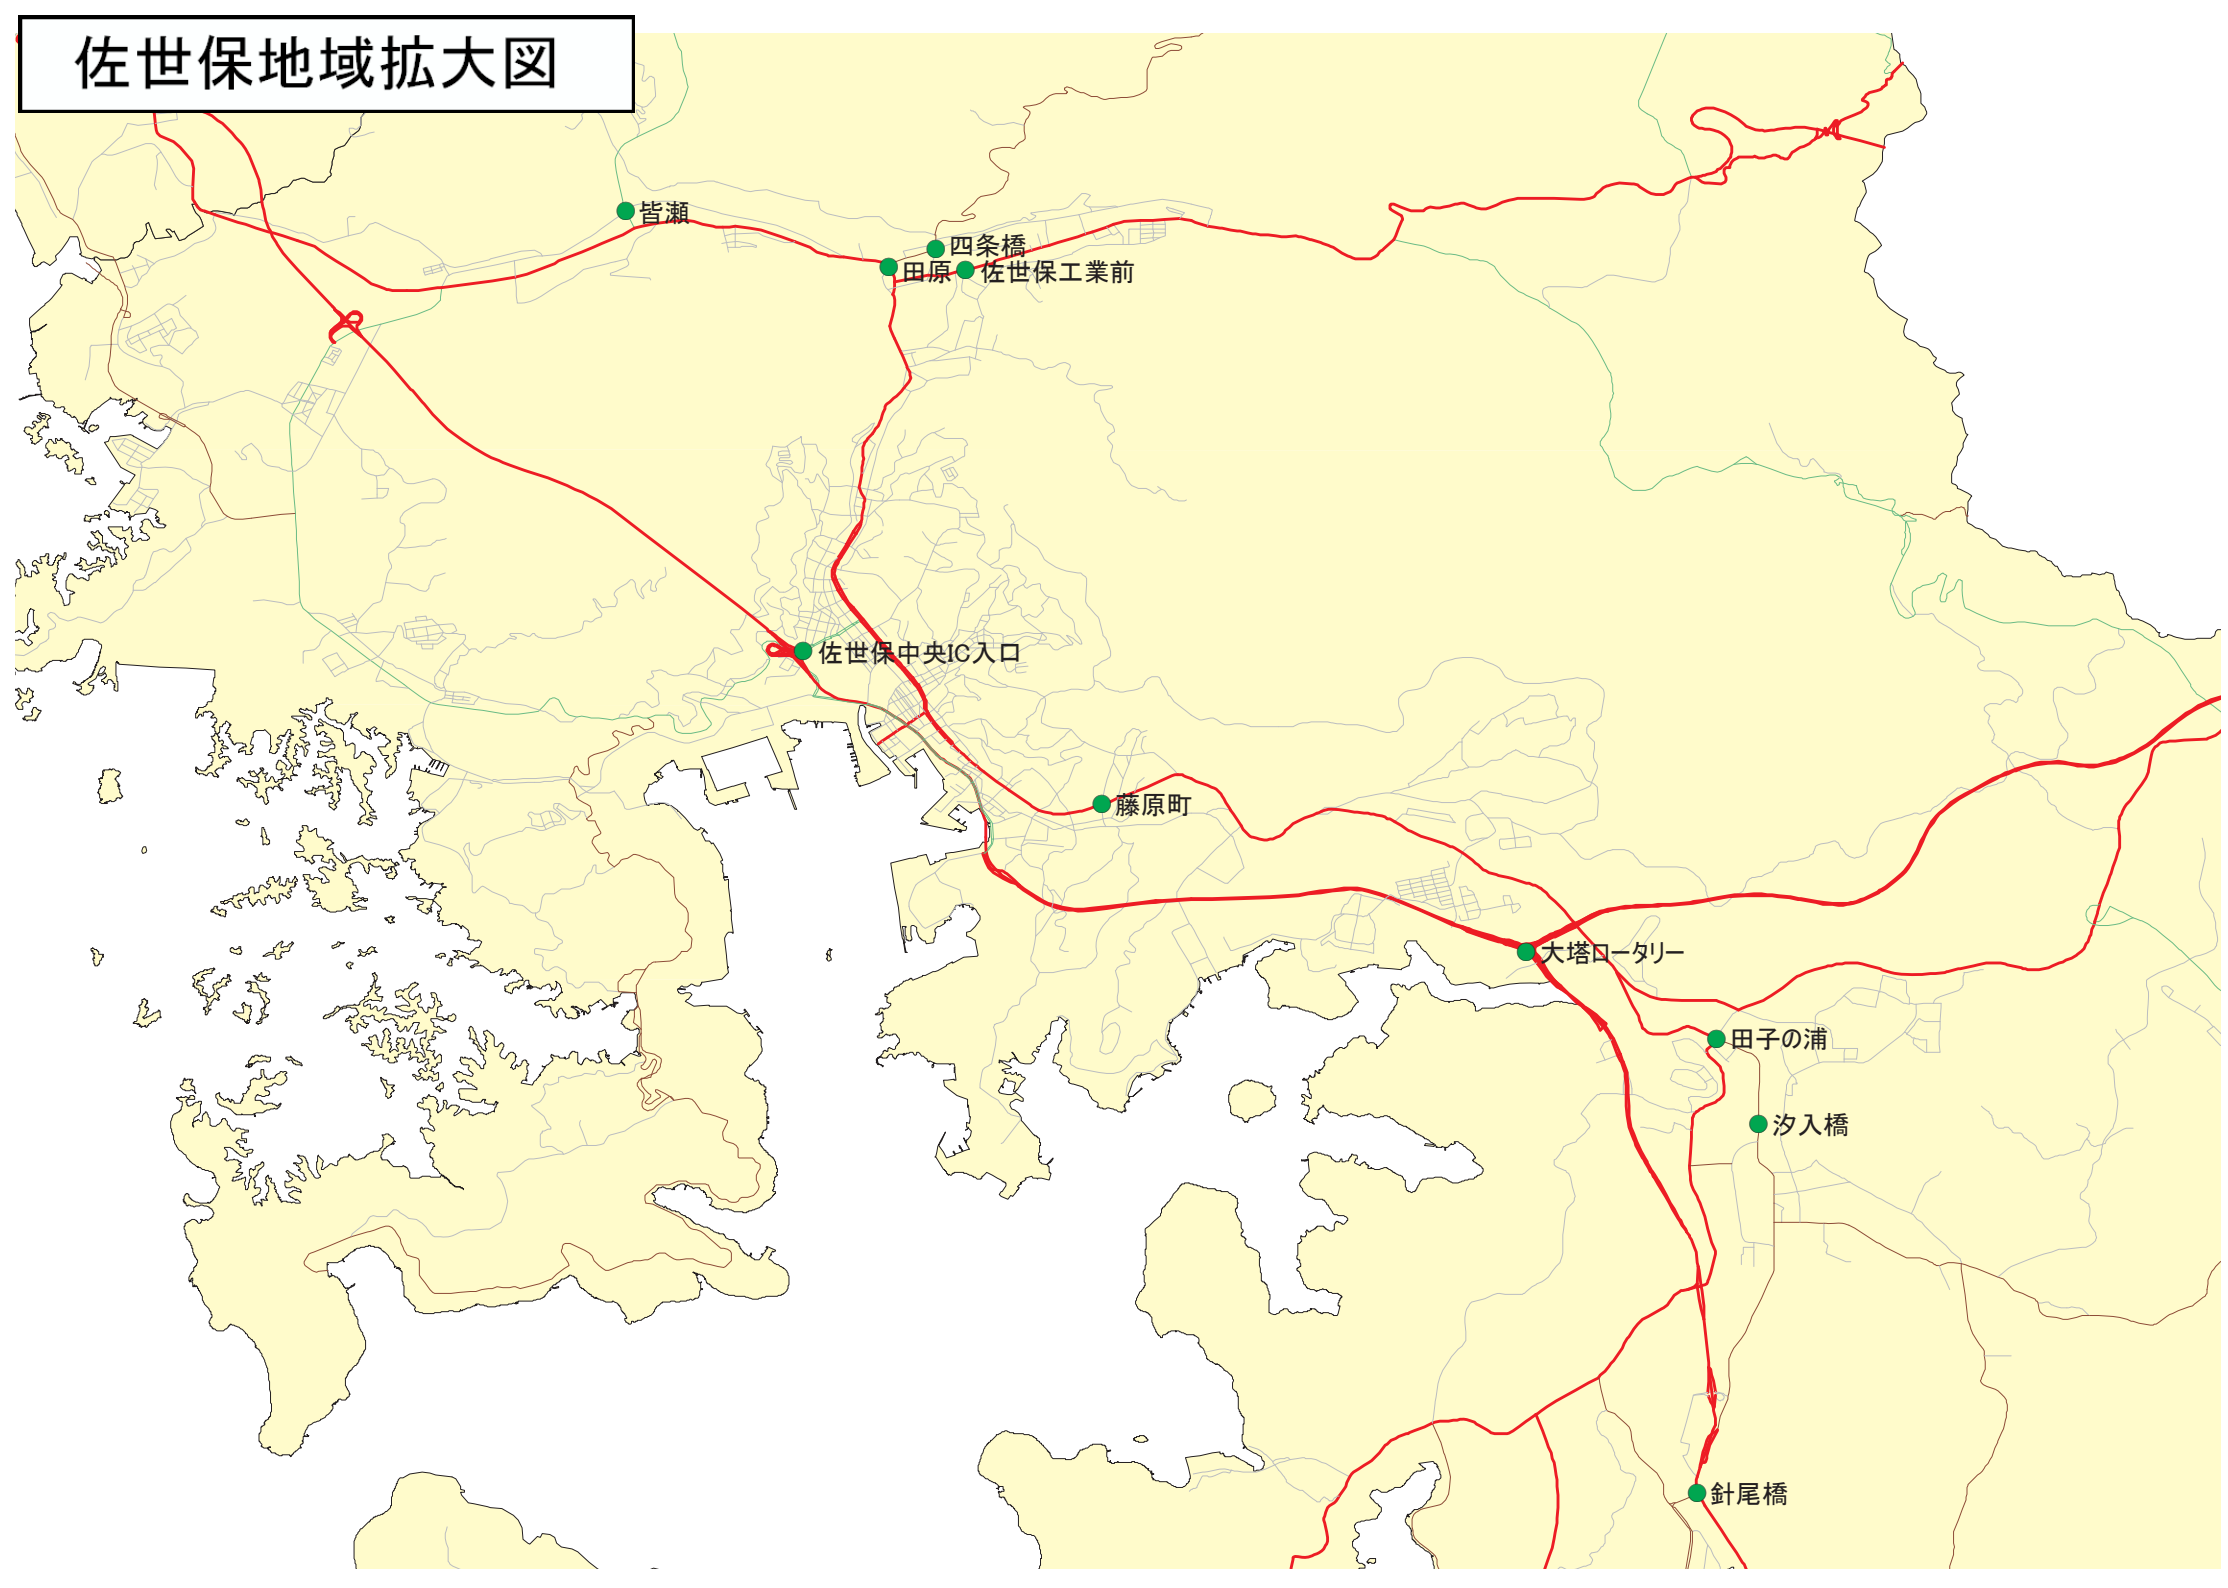 佐世保地域拡大図
皆瀬
四条橋
田原
佐世保工業前
佐世保中央IC入口
藤原町
大塔ロータリー
田子の浦
汐入橋
針尾橋